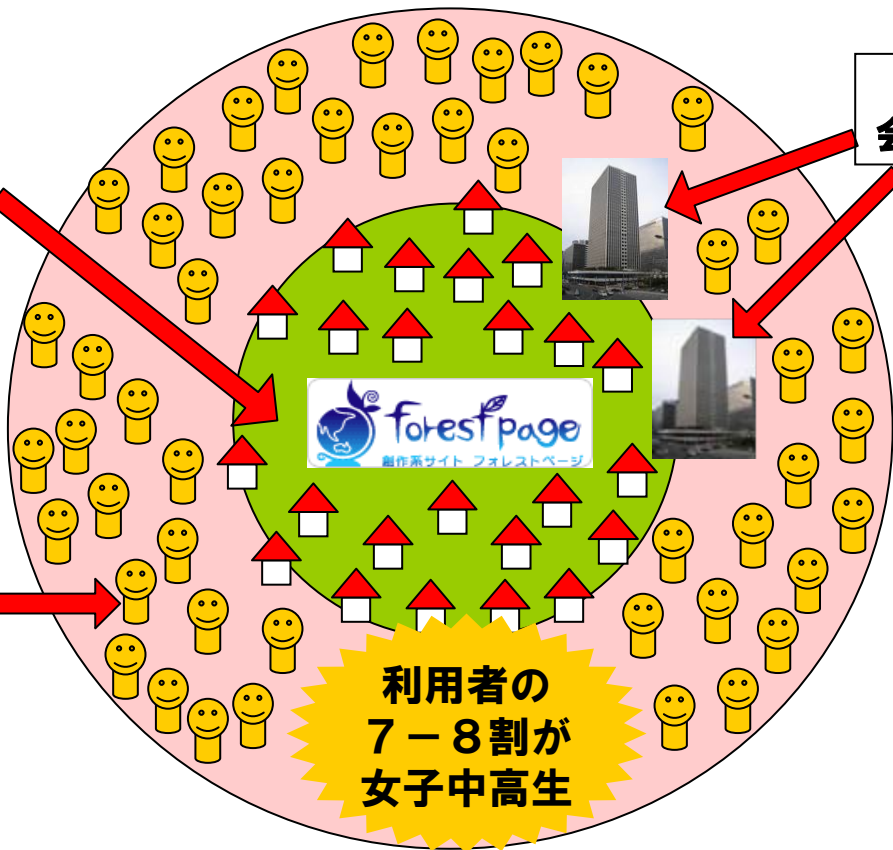 会
forest page
創作系サイト フォレストページ
利用者の
７－８割が
女子中高生